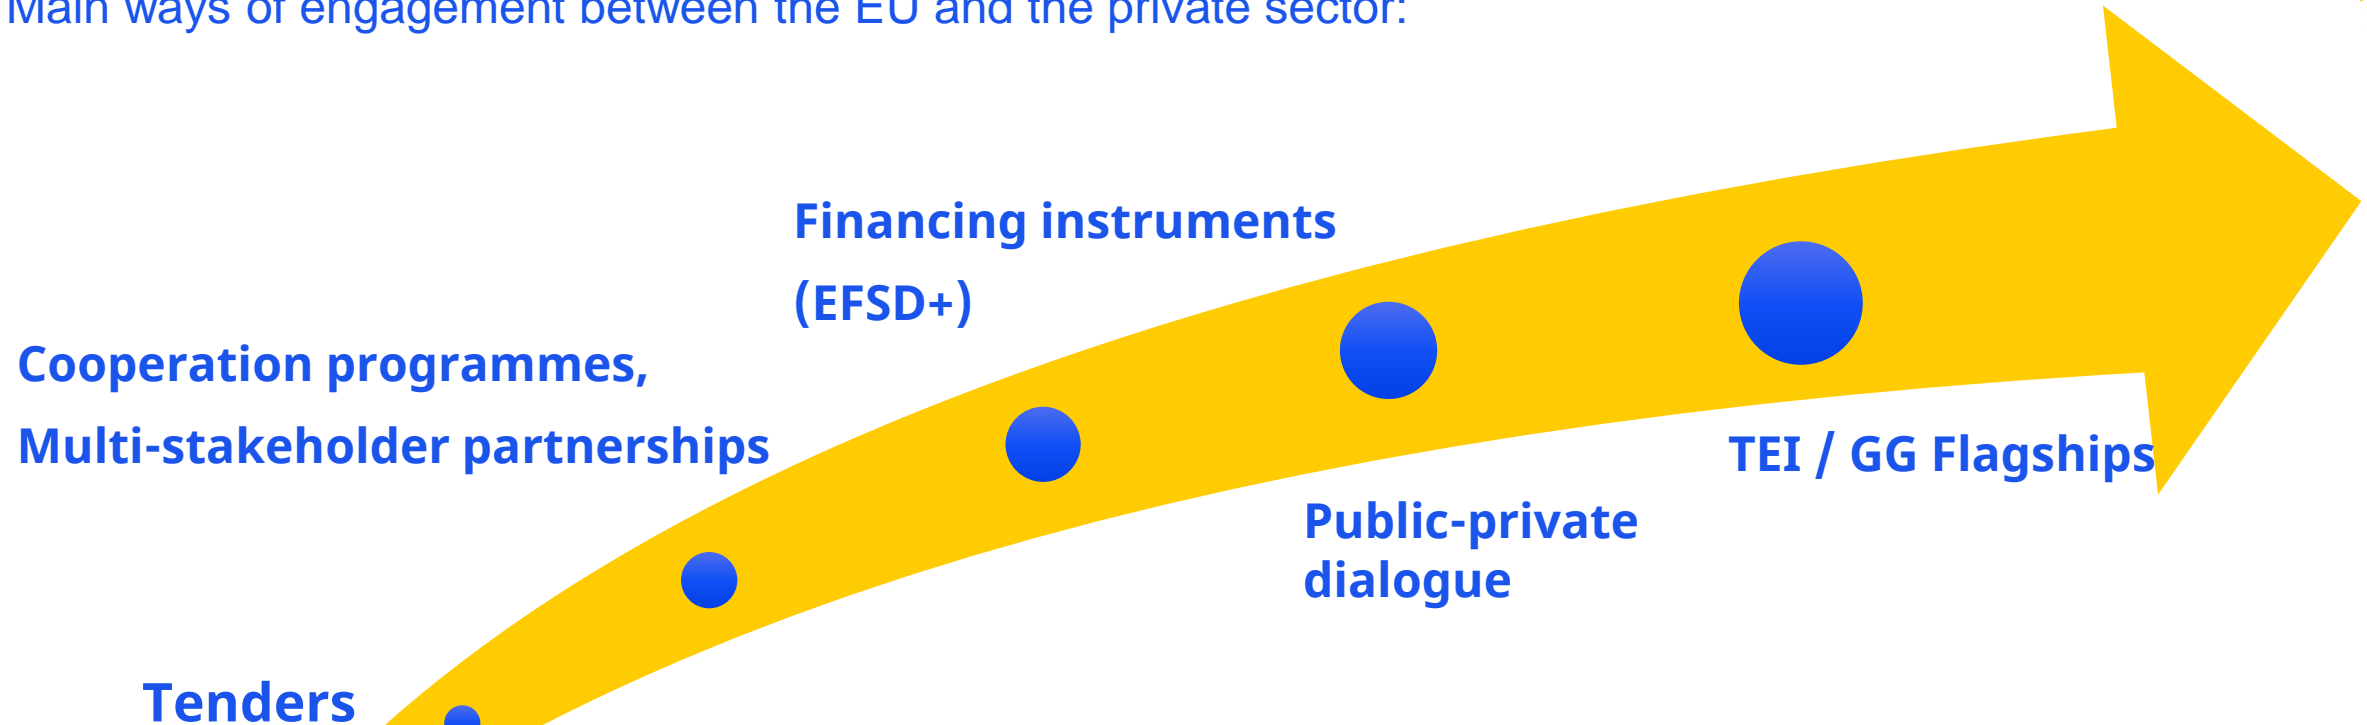 Main ways of engagement between the EU and the private sector:
Financing instruments
(EFSD+)
Cooperation programmes,
Multi-stakeholder partnerships
TEI / GG Flagships
Public-private
dialogue
Tenders